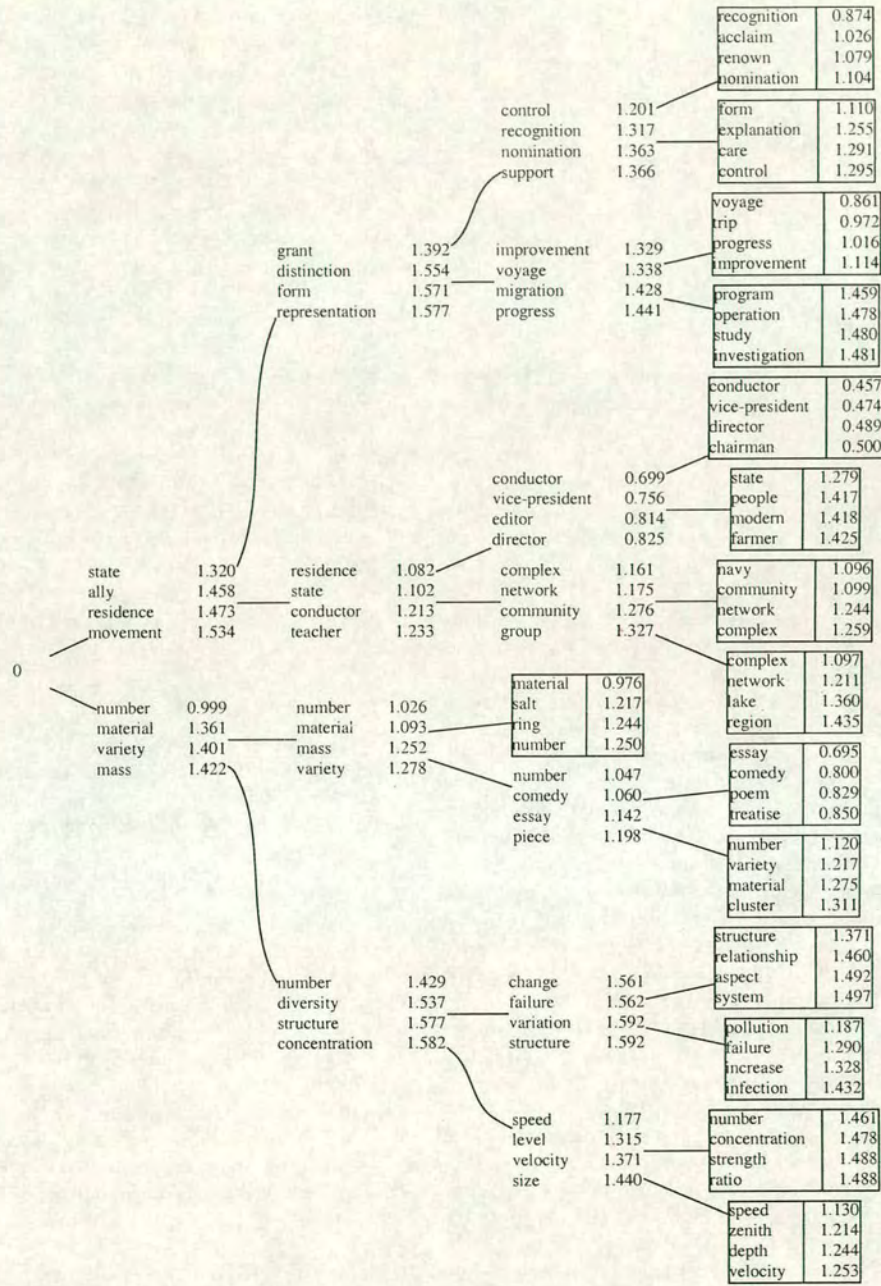 recognition 0.874
acclaim 1.026
renown 1.079
nomination 1.104
control 1.201
recognition 1.317
nomination 1.363
support 1.366
form 1.110
explanation 1.255
care 1.291
control 1.295
voyage 0.861
trip 0.972
progress 1.016
improvement 1.114
grant 1.392
distinction 1.554
form 1.571
representation 1.577
improvement 1.329
voyage 1.338
migration 1.428
progress 1.441
program 1.459
operation 1.478
study 1.480
investigation 1.481
conductor 0.457
vice-president 0.474
director 0.489
chairman 0.500
conductor 0.699
vice-president 0.756
editor 0.814
director 0.825
state 1.279
people 1.417
modern 1.418
farmer 1.425
state 1.320
ally 1.458
residence 1.473
movement 1.534
residence 1.082
state 1.102
conductor 1.213
teacher 1.233
complex 1.161
network 1.175
community 1.276
group 1.327
navy 1.096
community 1.099
network 1.244
complex 1.259
0
complex 1.097
network 1.211
lake 1.360
region 1.435
number 0.999
material 1.361
variety 1.401
mass 1.422
number 1.026
material 1.093
mass 1.252
variety 1.278
material 0.976
salt 1.217
ring 1.244
number 1.250
number 1.047
comedy 1.060
essay 1.142
piece 1.198
essay 0.695
comedy 0.800
poem 0.829
treatise 0.850
number 1.120
variety 1.217
material 1.275
cluster 1.311
structure 1.371
relationship 1.460
aspect 1.492
system 1.497
number 1.429
diversity 1.537
structure 1.577
concentration 1.582
change 1.561
failure 1.562
variation 1.592
structure 1.592
pollution 1.187
failure 1.290
increase 1.328
infection 1.432
speed 1.177
level 1.315
velocity 1.371
size 1.440
number 1.461
concentration 1.478
strength 1.488
ratio 1.488
speed 1.130
zenith 1.214
depth 1.244
velocity 1.253